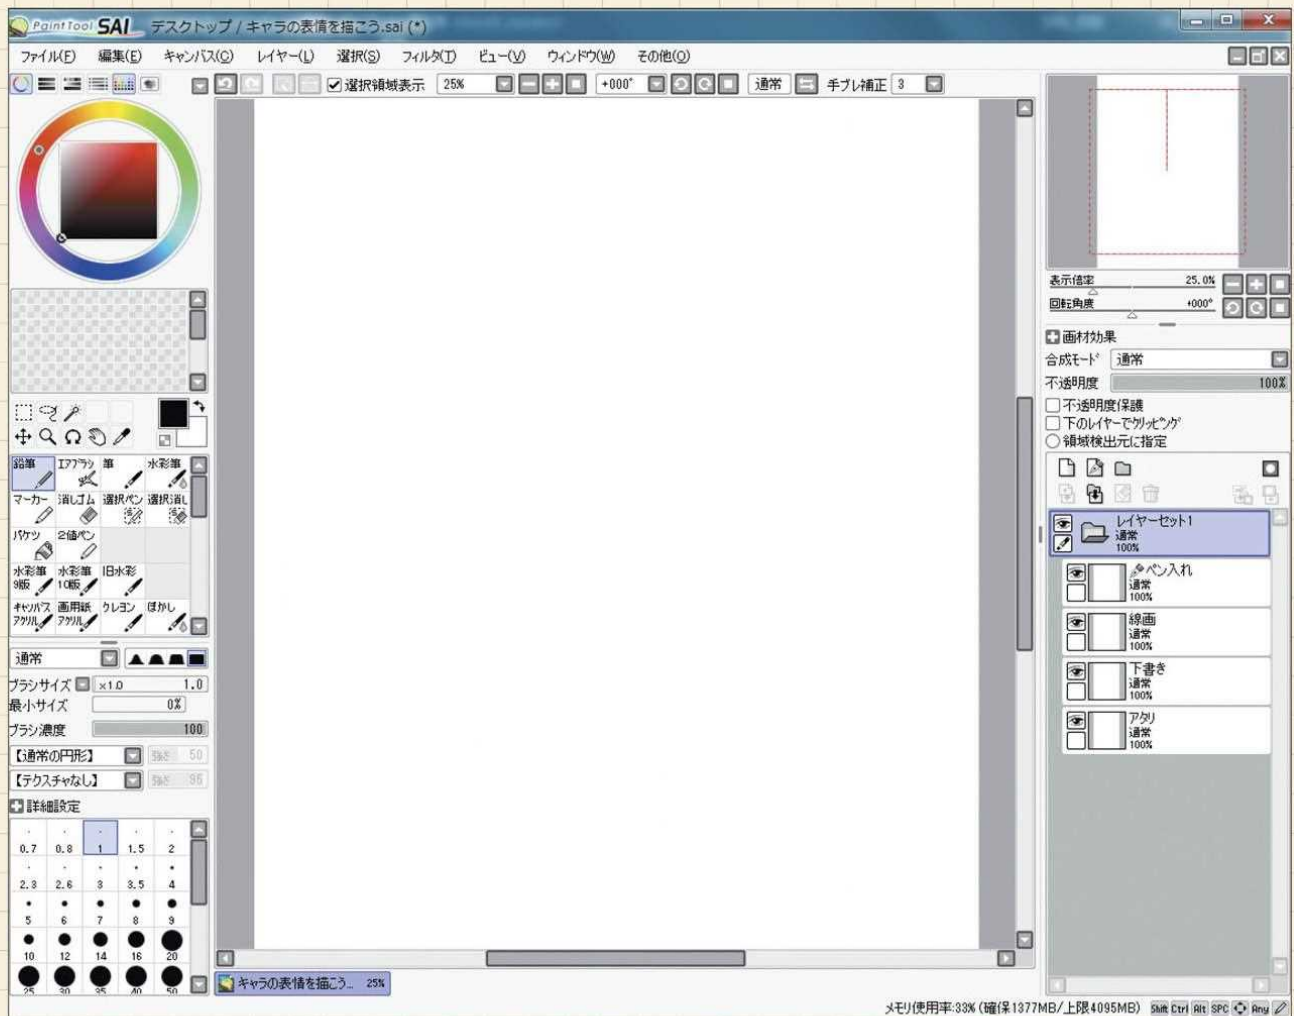 PaintTool SAI デスクトップ / キャラの表情を描こう.sai (*)
ファイル(F) 編集(E) キャンバス(C) レイヤー(L) 選択(S) フィルタ(T) ビュー(V) ウィンドウ(W) その他(O)
選択領域表示 25% +000° 通常 手ブレ補正 3
表示倍率 25.0%
回転角度 +000°
画材効果
合成モード 通常
不透明度 100%
不透明度保護
下のレイヤーでクリッピング
領域検出元に指定
レイヤーセット1
通常
100%
ペン入れ
通常
100%
線画
通常
100%
下書き
通常
100%
アタリ
通常
100%
鉛筆 エアブラシ 筆 水彩筆
マーカー 消しゴム 選択ペン 選択消し
バケツ 2値ペン
水彩筆 水彩筆 旧水彩
9版 10版
キャンバス 画用紙 クレヨン ぼかし
アクリル アクリル
通常
ブラシサイズ ×1.0 1.0
最小サイズ 0%
ブラシ濃度 100
【通常の円形】 強さ 50
【テクスチャなし】 強さ 95
詳細設定
0.7 0.8 1 1.5 2
2.3 2.6 3 3.5 4
5 6 7 8 9
10 12 14 16 20
25 30 35 40 50
キャラの表情を描こう... 25%
メモリ使用率:33% (確保1377MB/上限4095MB) Shift Ctrl Alt SPC Any